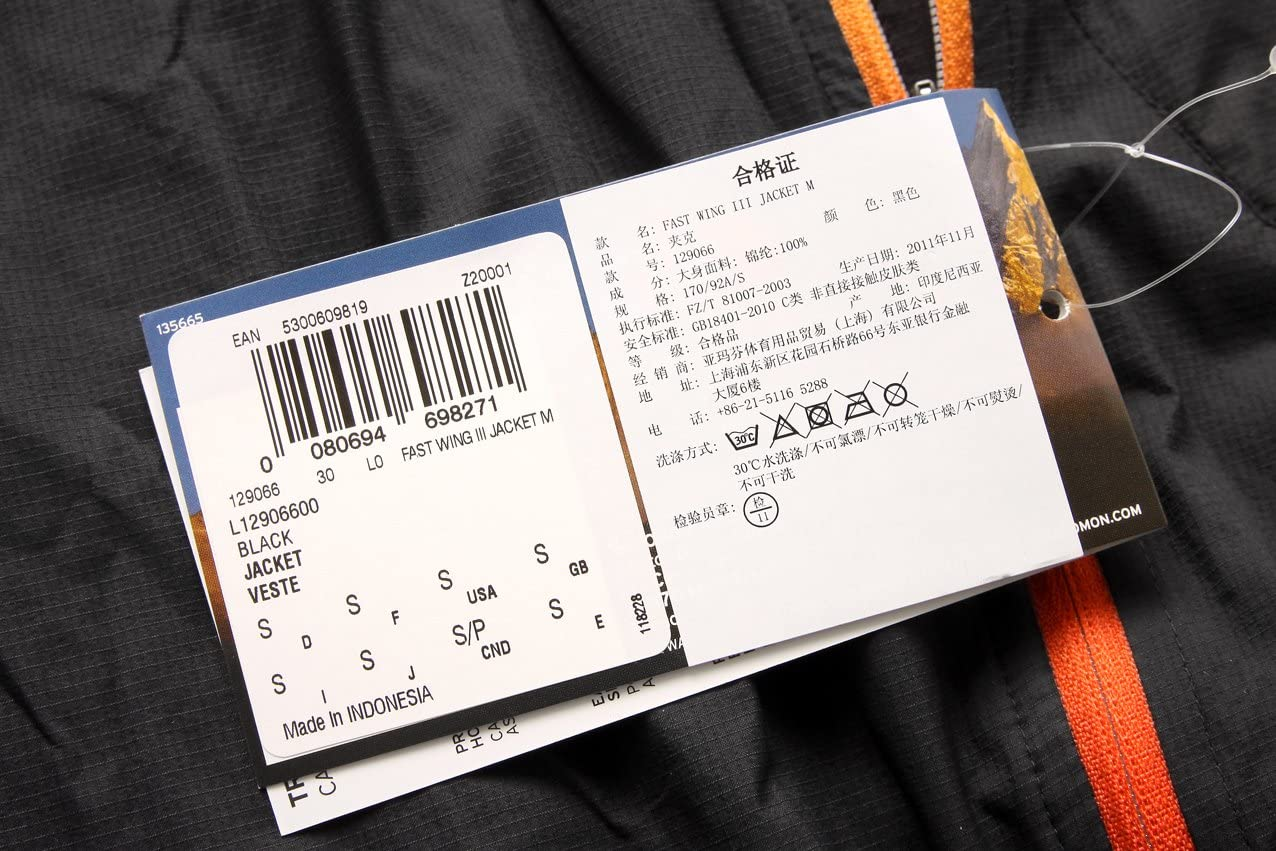 135665
EAN 5300609819 Z20001
0 080694 698271
129066 30 L0 FAST WING III JACKET M
L12906600
BLACK
JACKET
VESTE
S D S F S USA S GB
S I S J S/P CND S E
Made In INDONESIA
118228
合格证
款 名: FAST WING III JACKET M
品 名: 夹克 颜 色: 黑色
款 号: 129066
成 分: 大身面料: 锦纶:100%
规 格: 170/92A/S 生产日期: 2011年11月
执行标准: FZ/T 81007-2003
安全标准: GB18401-2010 C类 非直接接触皮肤类
等 级: 合格品 产 地: 印度尼西亚
经 销 商: 亚玛芬体育用品贸易 (上海) 有限公司
地 址: 上海浦东新区花园石桥路66号东亚银行金融
大厦6楼
电 话: +86-21-5116 5288
洗涤方式: 30℃
30℃水洗涤/不可氯漂/不可转笼干燥/不可熨烫/
不可干洗
检验员章: 检 11
OMON.COM